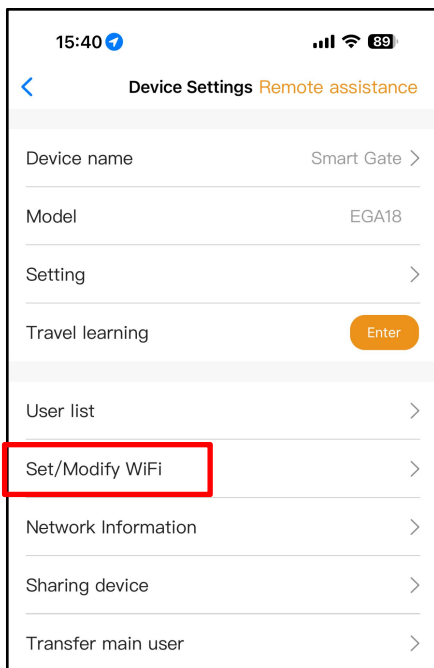 15:40 89
Device Settings Remote assistance
Device name Smart Gate
Model EGA18
Setting
Travel learning Enter
User list
Set/Modify WiFi
Network Information
Sharing device
Transfer main user